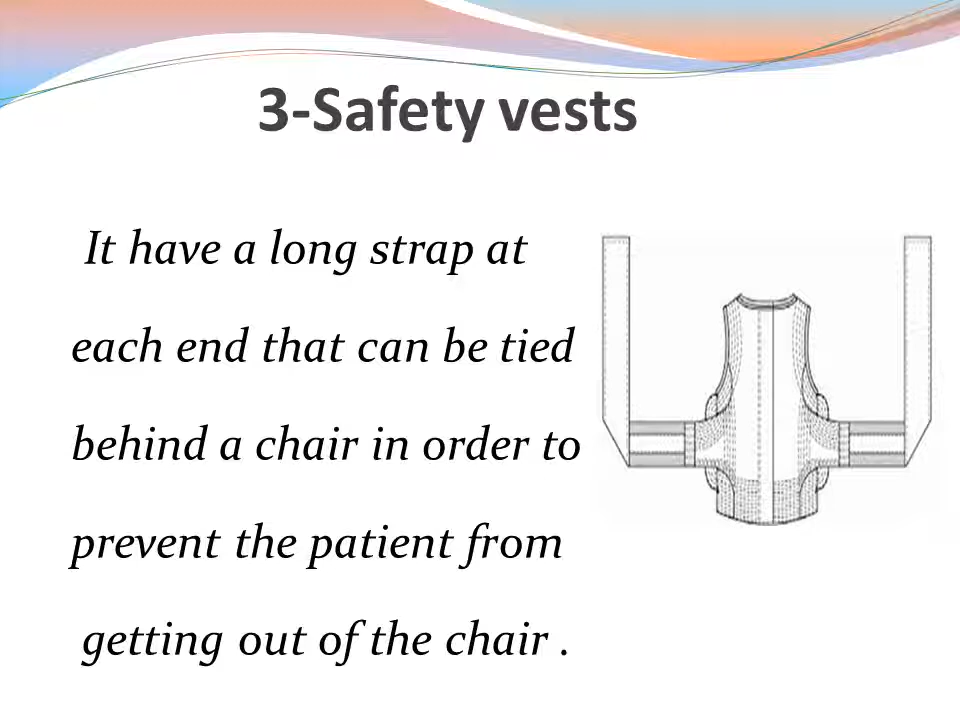 3-Safety vests
It have a long strap at
each end that can be tied
behind a chair in order to
prevent the patient from
getting out of the chair .